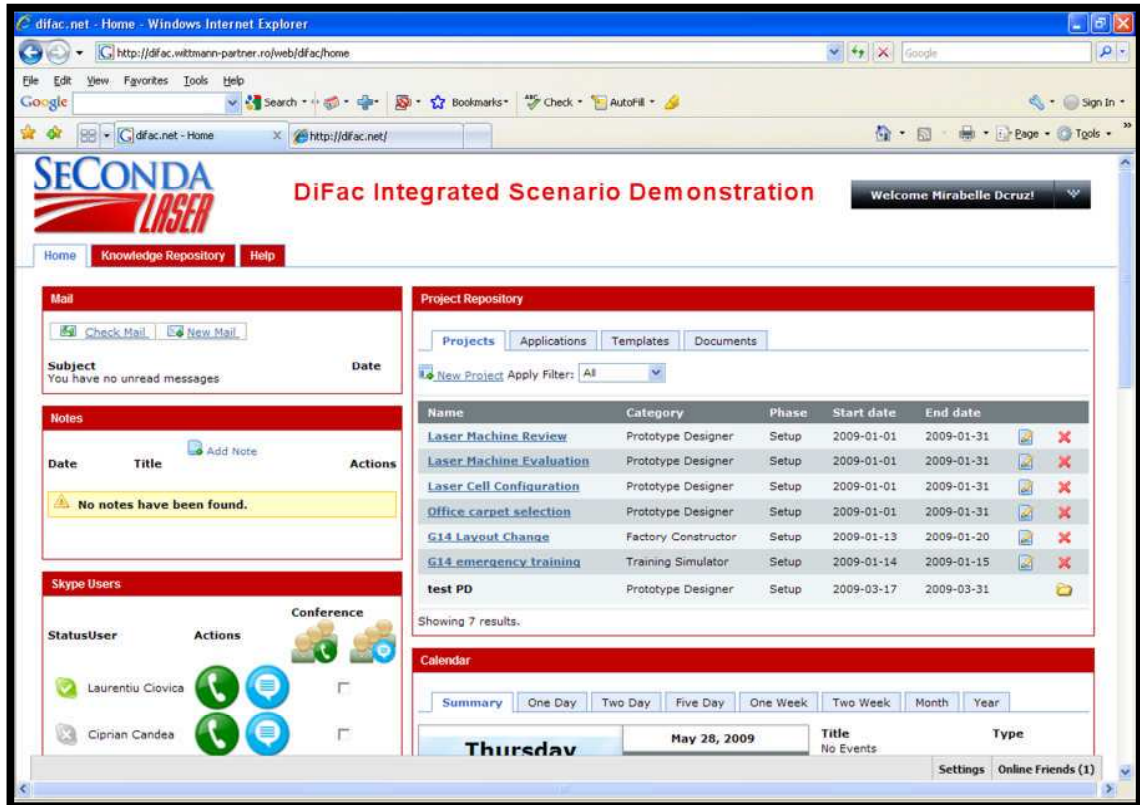 difac.net - Home - Windows Internet Explorer
http://difac.wittmann-partner.ro/web/difac/home
Google
File Edit View Favorites Tools Help
Google Search Bookmarks Check AutoFill Sign In
difac.net - Home http://difac.net/ Page Tools
SECONDA
LASER
DiFac Integrated Scenario Demonstration
Welcome Mirabelle Dcruz!
Home Knowledge Repository Help
Mail
Check Mail New Mail
Subject Date
You have no unread messages
Notes
Add Note
Date Title Actions
No notes have been found.
Skype Users
Conference
StatusUser Actions
Laurentiu Ciovica
Ciprian Candea
Project Repository
Projects Applications Templates Documents
New Project Apply Filter: All
Name Category Phase Start date End date
Laser Machine Review Prototype Designer Setup 2009-01-01 2009-01-31
Laser Machine Evaluation Prototype Designer Setup 2009-01-01 2009-01-31
Laser Cell Configuration Prototype Designer Setup 2009-01-01 2009-01-31
Office carpet selection Prototype Designer Setup 2009-01-01 2009-01-31
G14 Layout Change Factory Constructor Setup 2009-01-13 2009-01-20
G14 emergency training Training Simulator Setup 2009-01-14 2009-01-15
test PD Prototype Designer Setup 2009-03-17 2009-03-31
Showing 7 results.
Calendar
Summary One Day Two Day Five Day One Week Two Week Month Year
Thursday May 28, 2009 Title Type
No Events
Settings Online Friends (1)